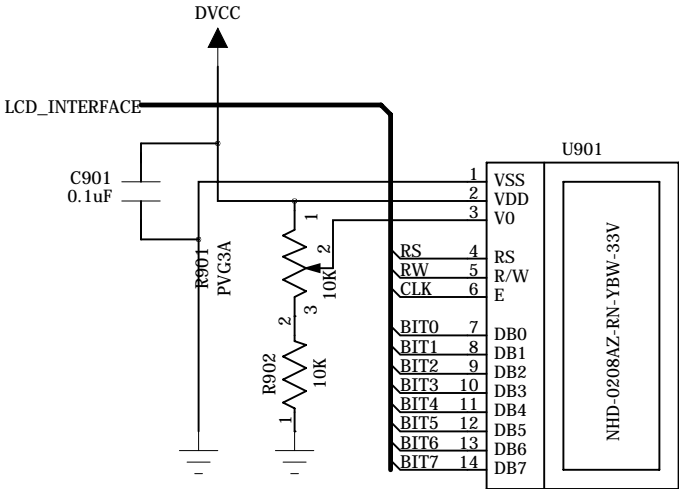 DVCC
LCD_INTERFACE
C901
0.1uF
R901
PVG3A
1
2
10K
3
2
R902
10K
1
U901
1 VSS
2 VDD
3 V0
RS 4 RS
RW 5 R/W
CLK 6 E
BIT0 7 DB0
BIT1 8 DB1
BIT2 9 DB2
BIT3 10 DB3
BIT4 11 DB4
BIT5 12 DB5
BIT6 13 DB6
BIT7 14 DB7
NHD-0208AZ-RN-YBW-33V